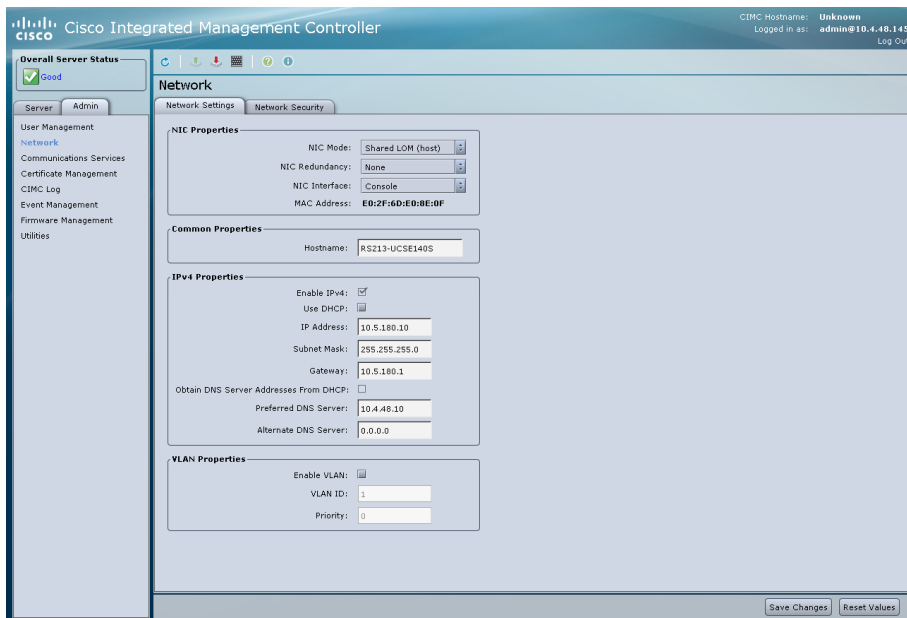 CISCO Cisco Integrated Management Controller
CIMC Hostname: Unknown
Logged in as: admin@10.4.48.145
Log Out
Overall Server Status
Good
Server Admin
User Management
Network
Communications Services
Certificate Management
CIMC Log
Event Management
Firmware Management
Utilities
Network
Network Settings Network Security
NIC Properties
NIC Mode: Shared LOM (host)
NIC Redundancy: None
NIC Interface: Console
MAC Address: E0:2F:6D:E0:8E:0F
Common Properties
Hostname: RS213-UCSE140S
IPv4 Properties
Enable IPv4:
Use DHCP:
IP Address: 10.5.180.10
Subnet Mask: 255.255.255.0
Gateway: 10.5.180.1
Obtain DNS Server Addresses From DHCP:
Preferred DNS Server: 10.4.48.10
Alternate DNS Server: 0.0.0.0
VLAN Properties
Enable VLAN:
VLAN ID: 1
Priority: 0
Save Changes Reset Values